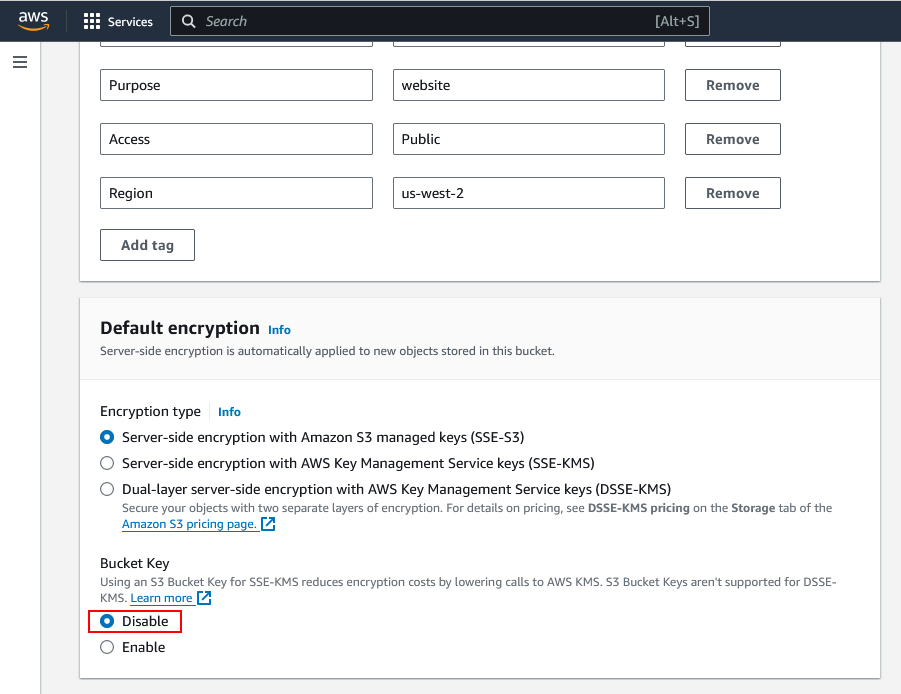 aws Services Search [Alt+S]
Purpose website Remove
Access Public Remove
Region us-west-2 Remove
Add tag
Default encryption Info
Server-side encryption is automatically applied to new objects stored in this bucket.
Encryption type Info
Server-side encryption with Amazon S3 managed keys (SSE-S3)
Server-side encryption with AWS Key Management Service keys (SSE-KMS)
Dual-layer server-side encryption with AWS Key Management Service keys (DSSE-KMS)
Secure your objects with two separate layers of encryption. For details on pricing, see DSSE-KMS pricing on the Storage tab of the
Amazon S3 pricing page.
Bucket Key
Using an S3 Bucket Key for SSE-KMS reduces encryption costs by lowering calls to AWS KMS. S3 Bucket Keys aren't supported for DSSE-
KMS. Learn more
Disable
Enable